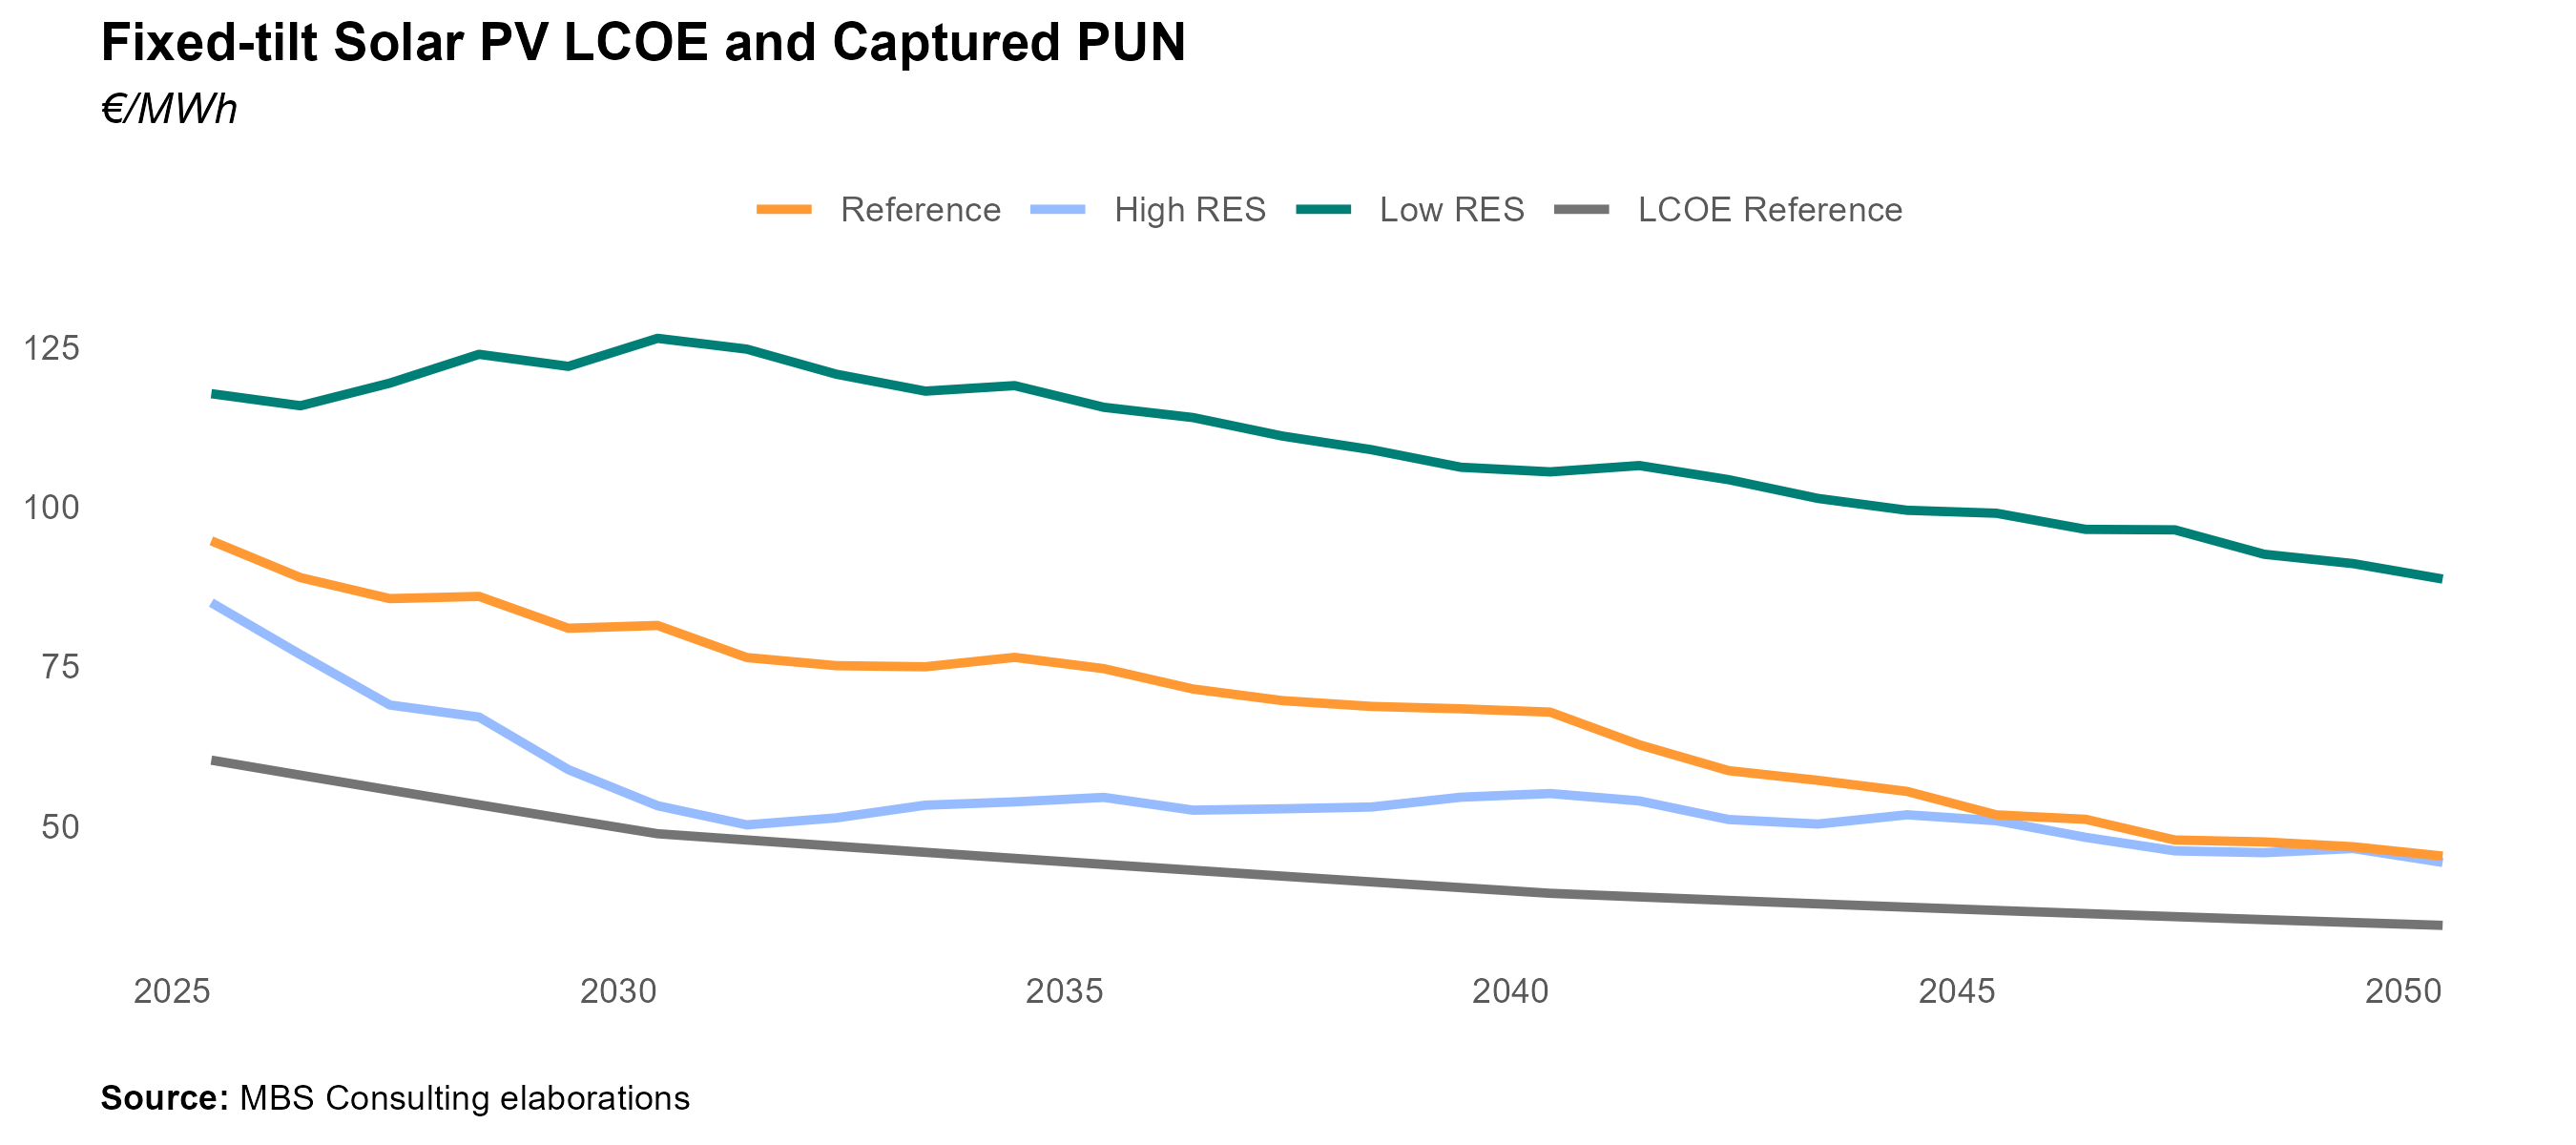 Fixed-tilt Solar PV LCOE and Captured PUN
€/MWh
Reference High RES Low RES LCOE Reference
125
100
75
50
2025 2030 2035 2040 2045 2050
Source: MBS Consulting elaborations